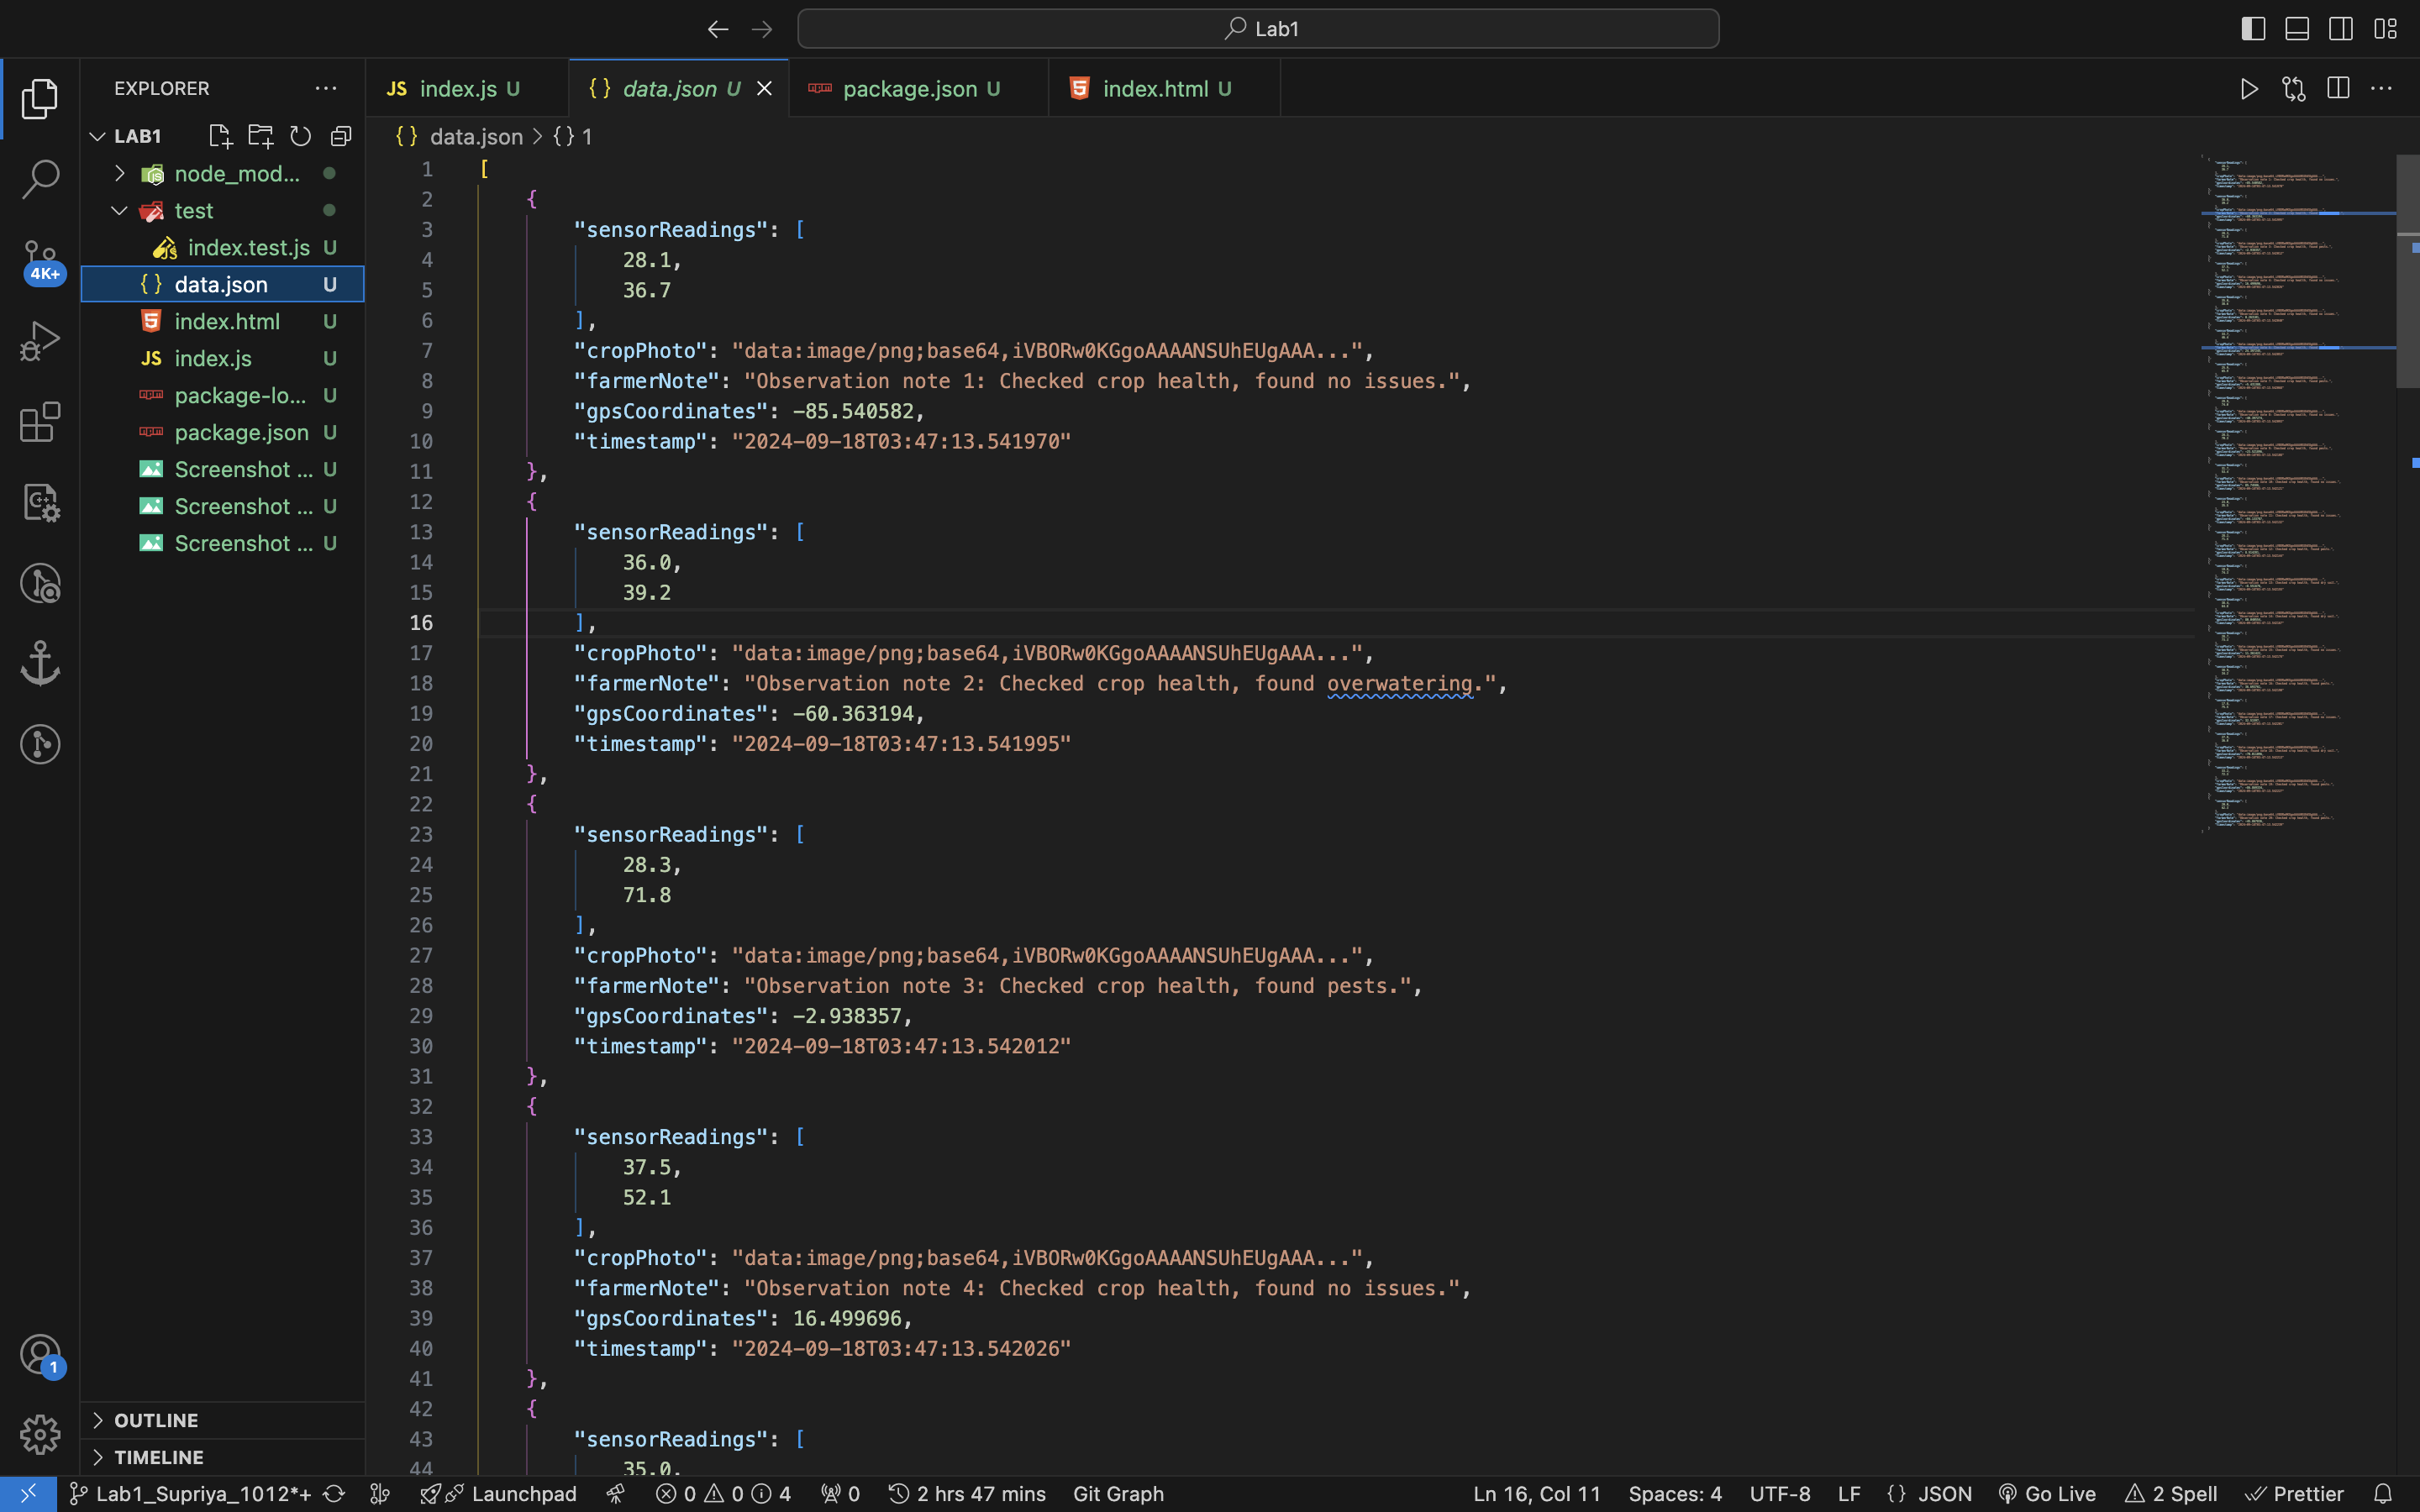 Lab1
EXPLORER
LAB1
node_mod...
test
index.test.js U
data.json U
index.html U
index.js U
package-lo... U
package.json U
Screenshot ... U
Screenshot ... U
Screenshot ... U
OUTLINE
TIMELINE
4K+
1
index.js U
data.json U
package.json U
index.html U
data.json > {} 1
1 [
2 {
3 "sensorReadings": [
4 28.1,
5 36.7
6 ],
7 "cropPhoto": "data:image/png;base64,iVBORw0KGgoAAAANSUhEUgAAA...",
8 "farmerNote": "Observation note 1: Checked crop health, found no issues.",
9 "gpsCoordinates": -85.540582,
10 "timestamp": "2024-09-18T03:47:13.541970"
11 },
12 {
13 "sensorReadings": [
14 36.0,
15 39.2
16 ],
17 "cropPhoto": "data:image/png;base64,iVBORw0KGgoAAAANSUhEUgAAA...",
18 "farmerNote": "Observation note 2: Checked crop health, found overwatering.",
19 "gpsCoordinates": -60.363194,
20 "timestamp": "2024-09-18T03:47:13.541995"
21 },
22 {
23 "sensorReadings": [
24 28.3,
25 71.8
26 ],
27 "cropPhoto": "data:image/png;base64,iVBORw0KGgoAAAANSUhEUgAAA...",
28 "farmerNote": "Observation note 3: Checked crop health, found pests.",
29 "gpsCoordinates": -2.938357,
30 "timestamp": "2024-09-18T03:47:13.542012"
31 },
32 {
33 "sensorReadings": [
34 37.5,
35 52.1
36 ],
37 "cropPhoto": "data:image/png;base64,iVBORw0KGgoAAAANSUhEUgAAA...",
38 "farmerNote": "Observation note 4: Checked crop health, found no issues.",
39 "gpsCoordinates": 16.499696,
40 "timestamp": "2024-09-18T03:47:13.542026"
41 },
42 {
43 "sensorReadings": [
44 35.0,
Lab1_Supriya_1012*+ Launchpad 0 0 4 0 2 hrs 47 mins Git Graph Ln 16, Col 11 Spaces: 4 UTF-8 LF {} JSON Go Live 2 Spell Prettier